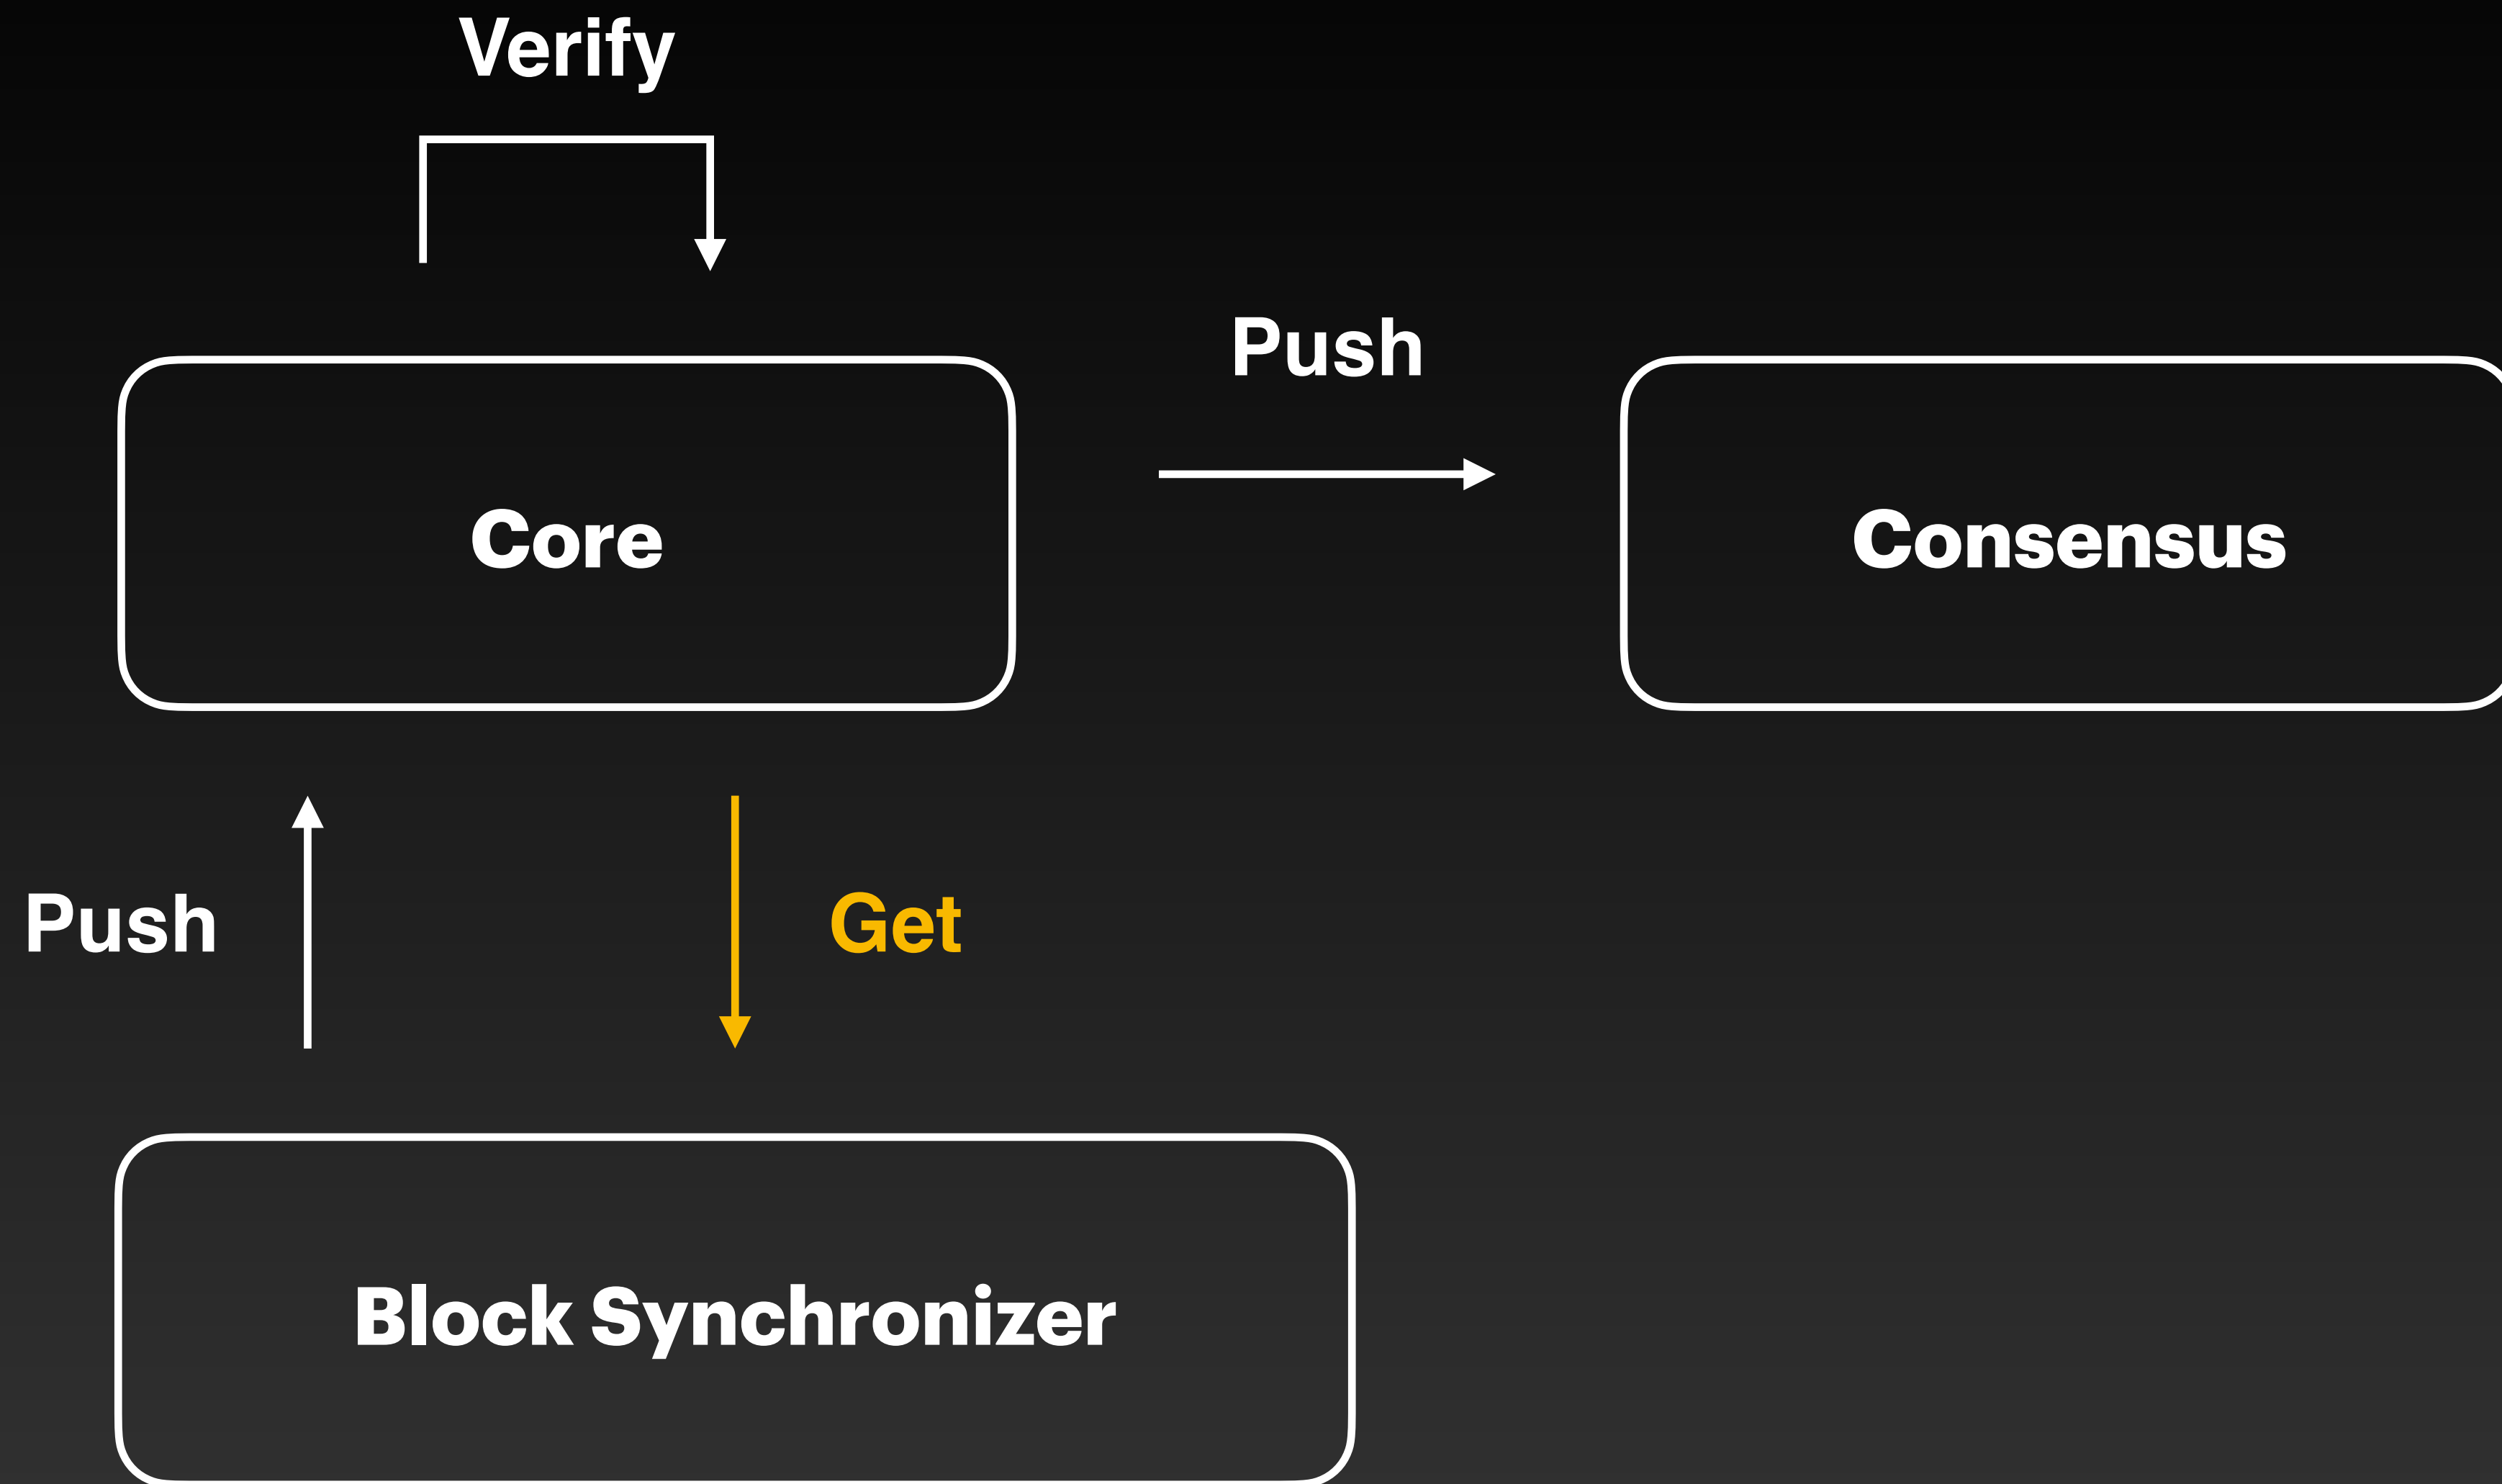 Verify
Push
Core
Consensus
Push
Get
Block Synchronizer